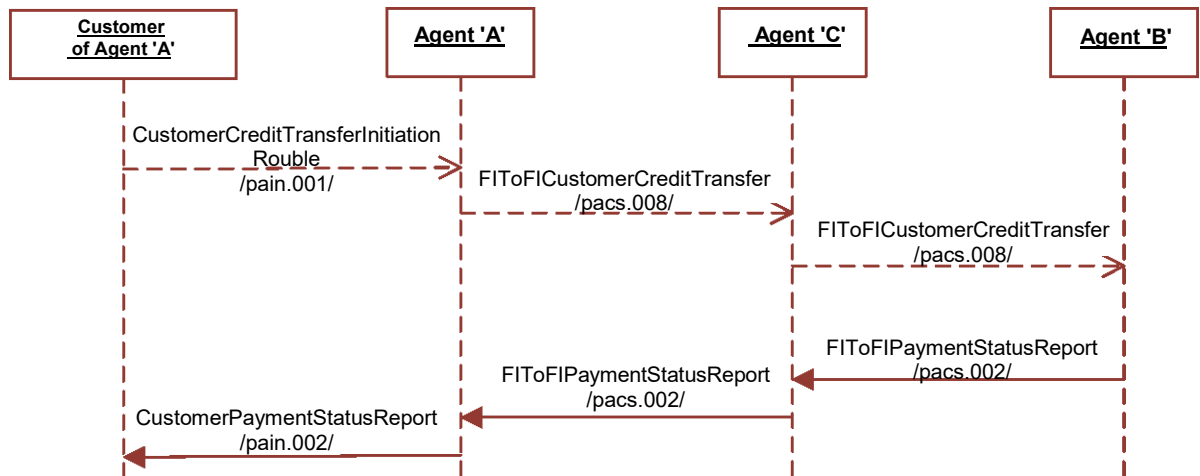 Customer
of Agent 'A'
Agent 'A'
Agent 'C'
Agent 'B'
CustomerCreditTransferInitiation
Rouble
/pain.001/
FIToFICustomerCreditTransfer
/pacs.008/
FIToFICustomerCreditTransfer
/pacs.008/
FIToFIPaymentStatusReport
/pacs.002/
FIToFIPaymentStatusReport
/pacs.002/
CustomerPaymentStatusReport
/pain.002/